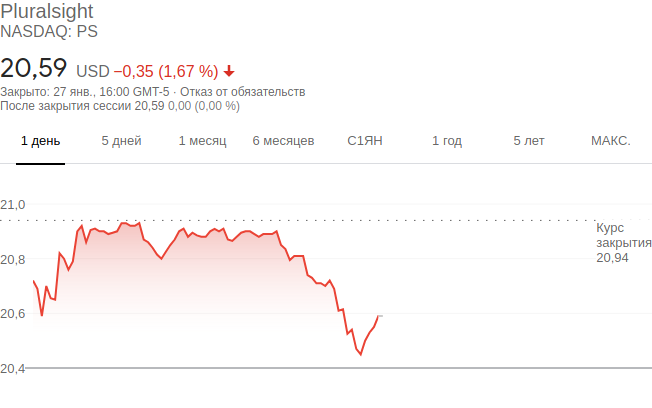 Pluralsight
NASDAQ: PS
20,59 USD −0,35 (1,67 %)
Закрыто: 27 янв., 16:00 GMT-5 · Отказ от обязательств
После закрытия сессии 20,59 0,00 (0,00 %)
1 день 5 дней 1 месяц 6 месяцев С1ЯН 1 год 5 лет МАКС.
21,0
Курс
закрытия
20,94
20,8
20,6
20,4